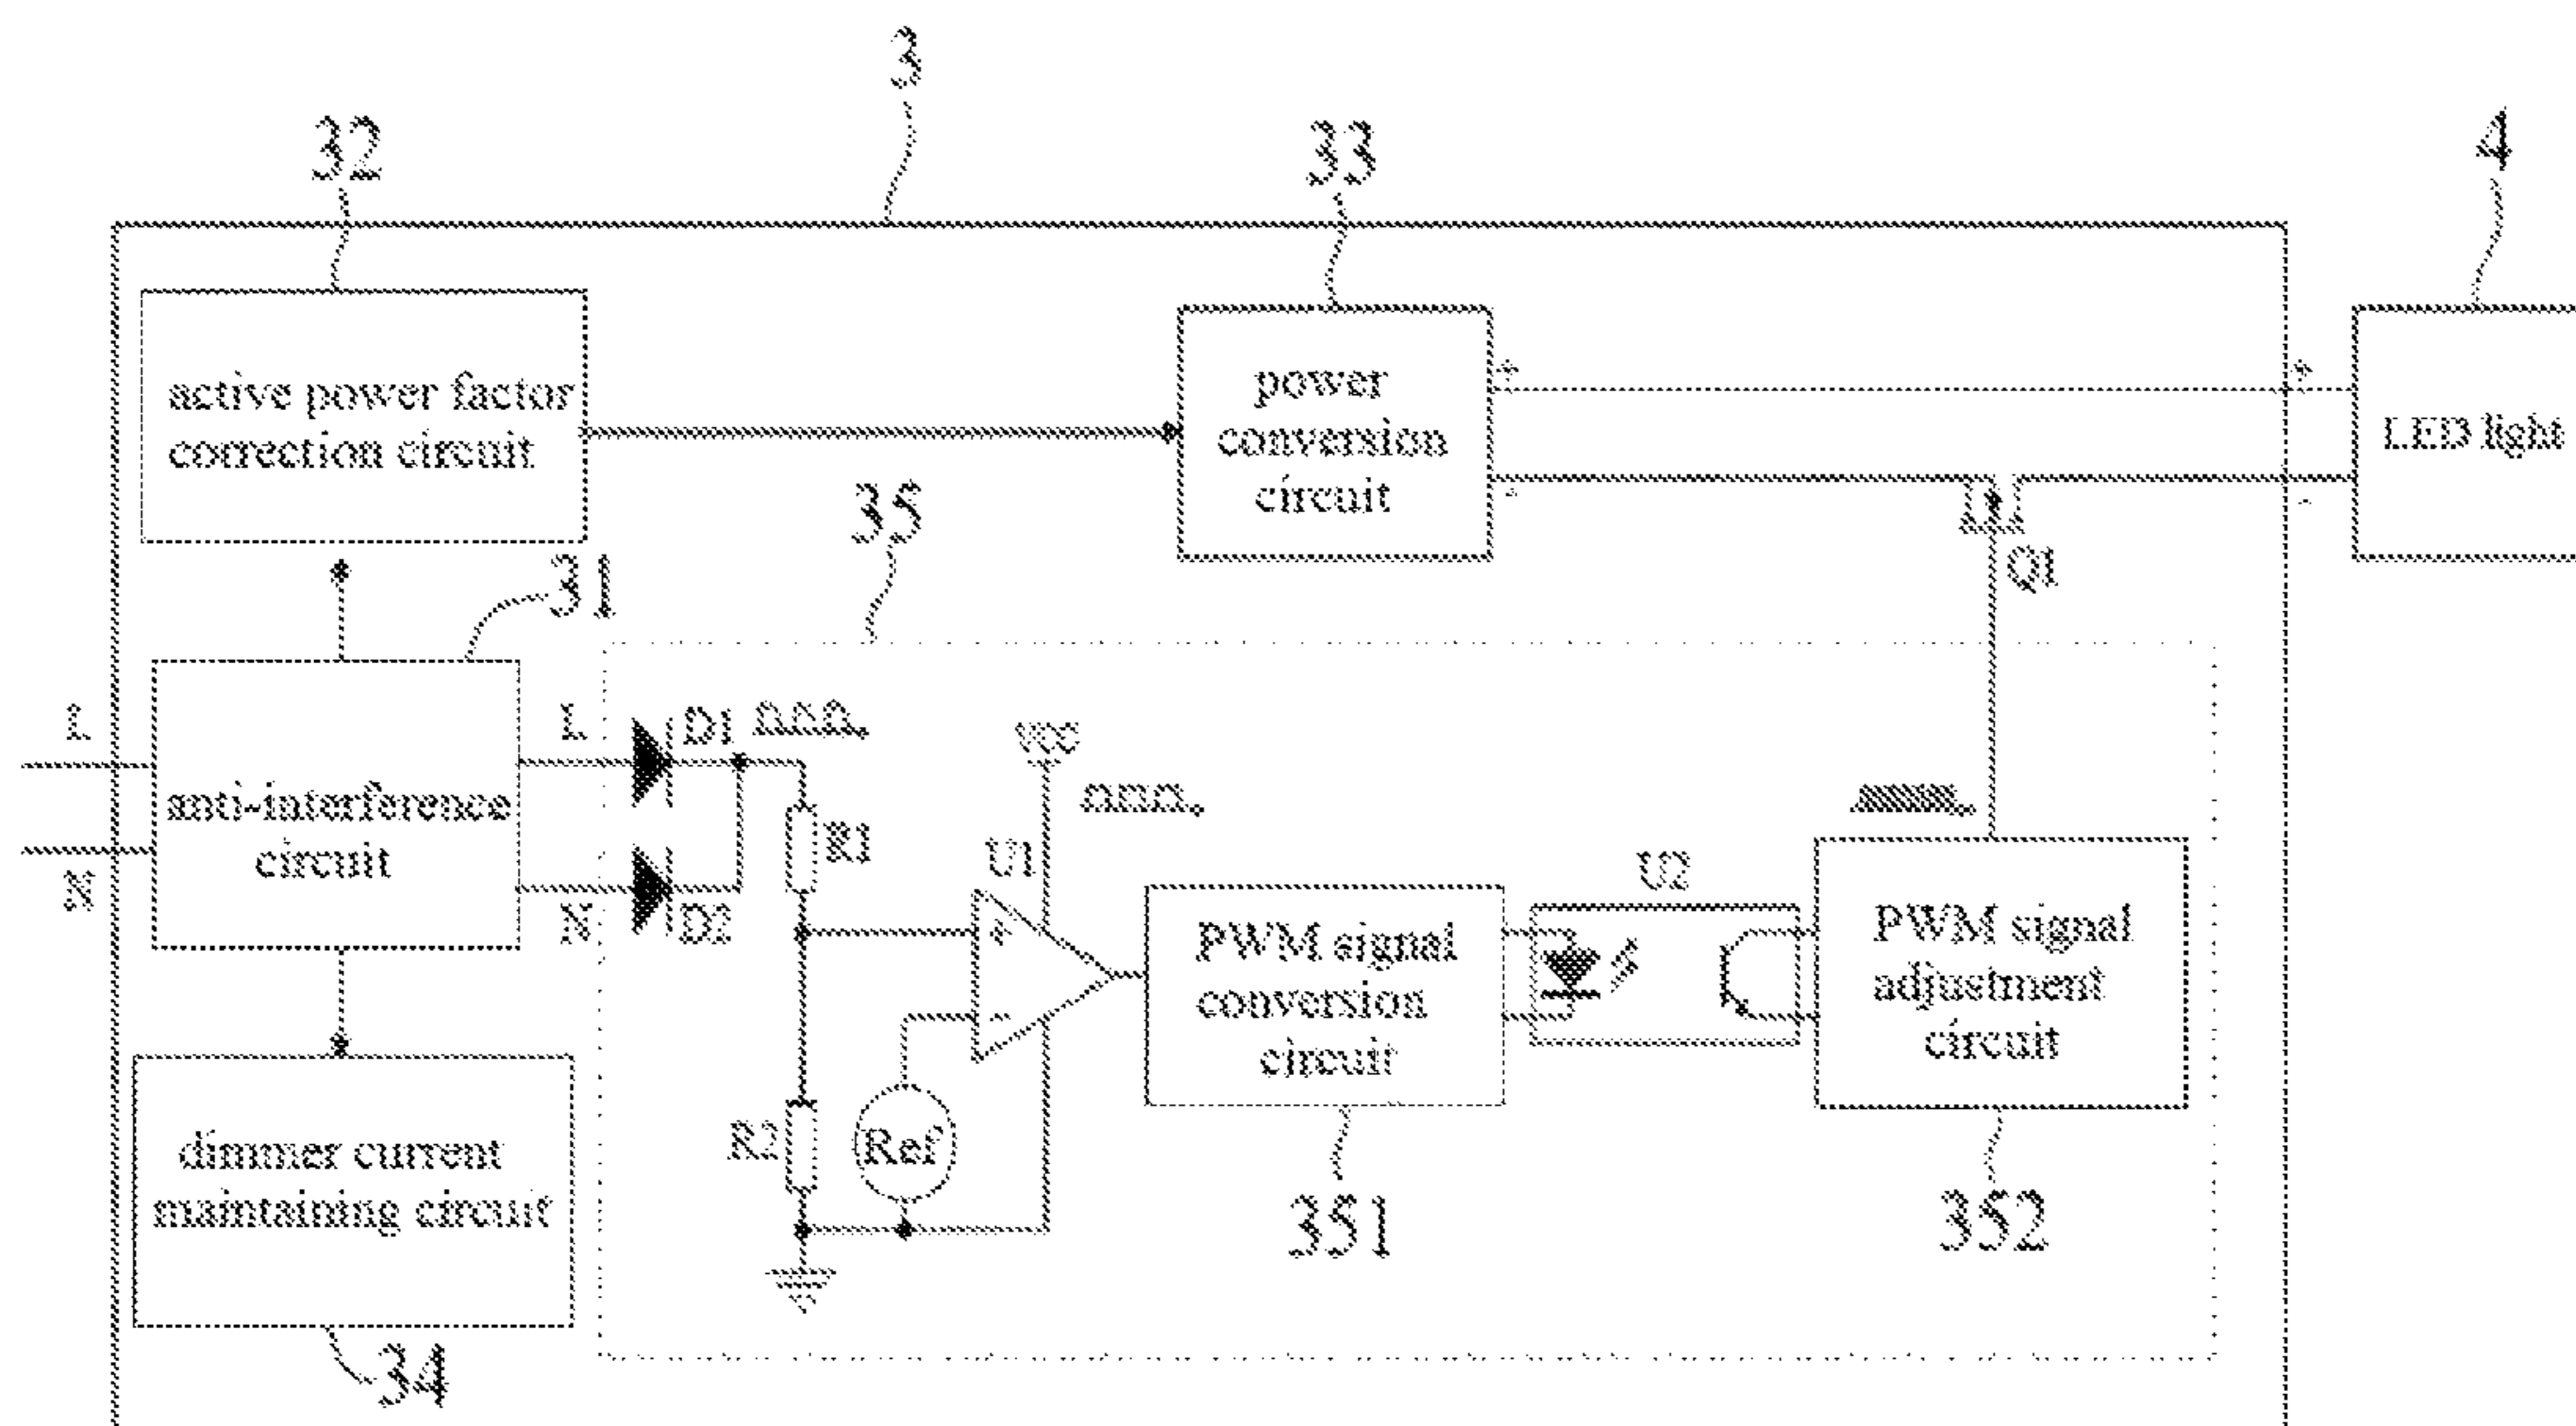 3
32
33
4
active power factor
correction circuit
power
conversion
circuit
+
+
LED light
-
-
35
Q1
31
L
L
D1
VCC
anti-interference
circuit
R1
U1
U2
N
N
D2
+
-
PWM signal
conversion
circuit
PWM signal
adjustment
circuit
dimmer current
maintaining circuit
R2
Ref
351
352
34